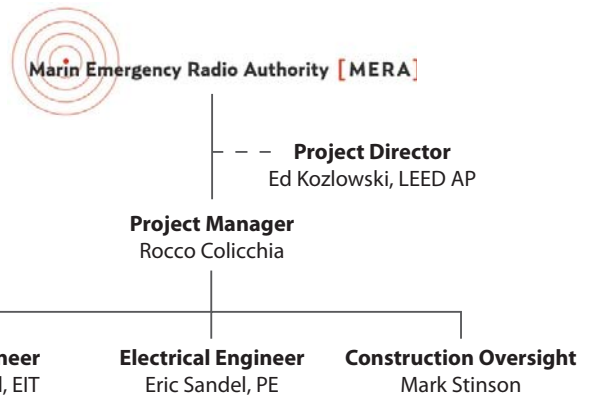 Marin Emergency Radio Authority [MERA]
Project Director
Ed Kozlowski, LEED AP
Project Manager
Rocco Colicchia
Electrical Engineer
Construction Oversight
, EIT
Eric Sandel, PE
Mark Stinson